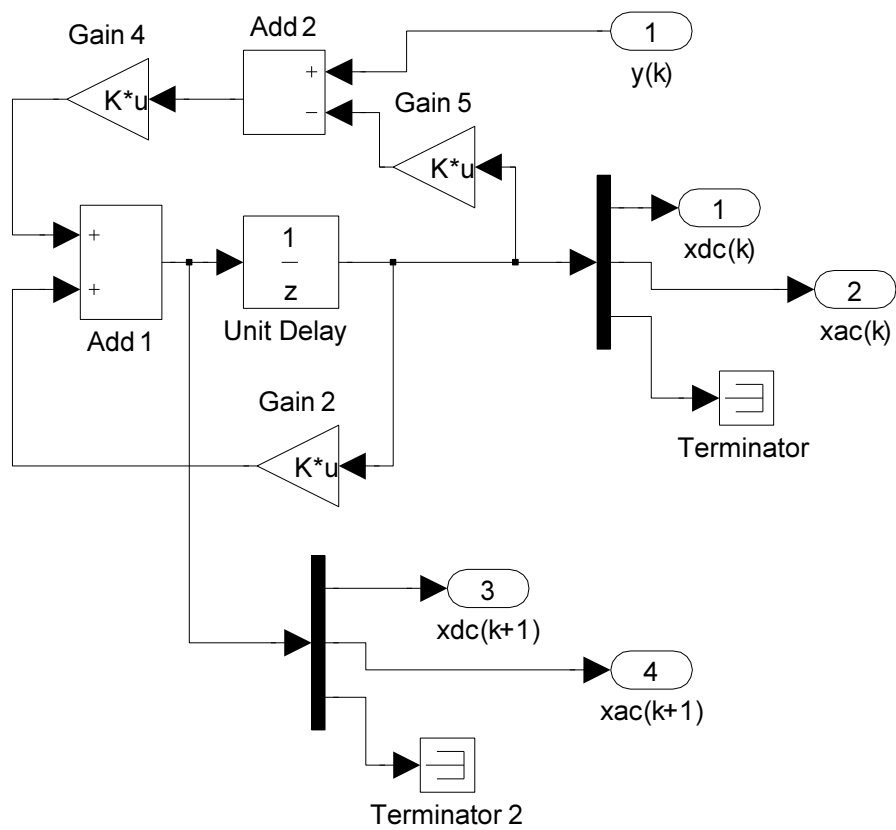 Add 2
1
Gain 4
y(k)
+
K*u
Gain 5
−
K*u
+
1
1
z
xdc(k)
+
2
Add 1
Unit Delay
xac(k)
Gain 2
Terminator
K*u
3
xdc(k+1)
4
xac(k+1)
Terminator 2